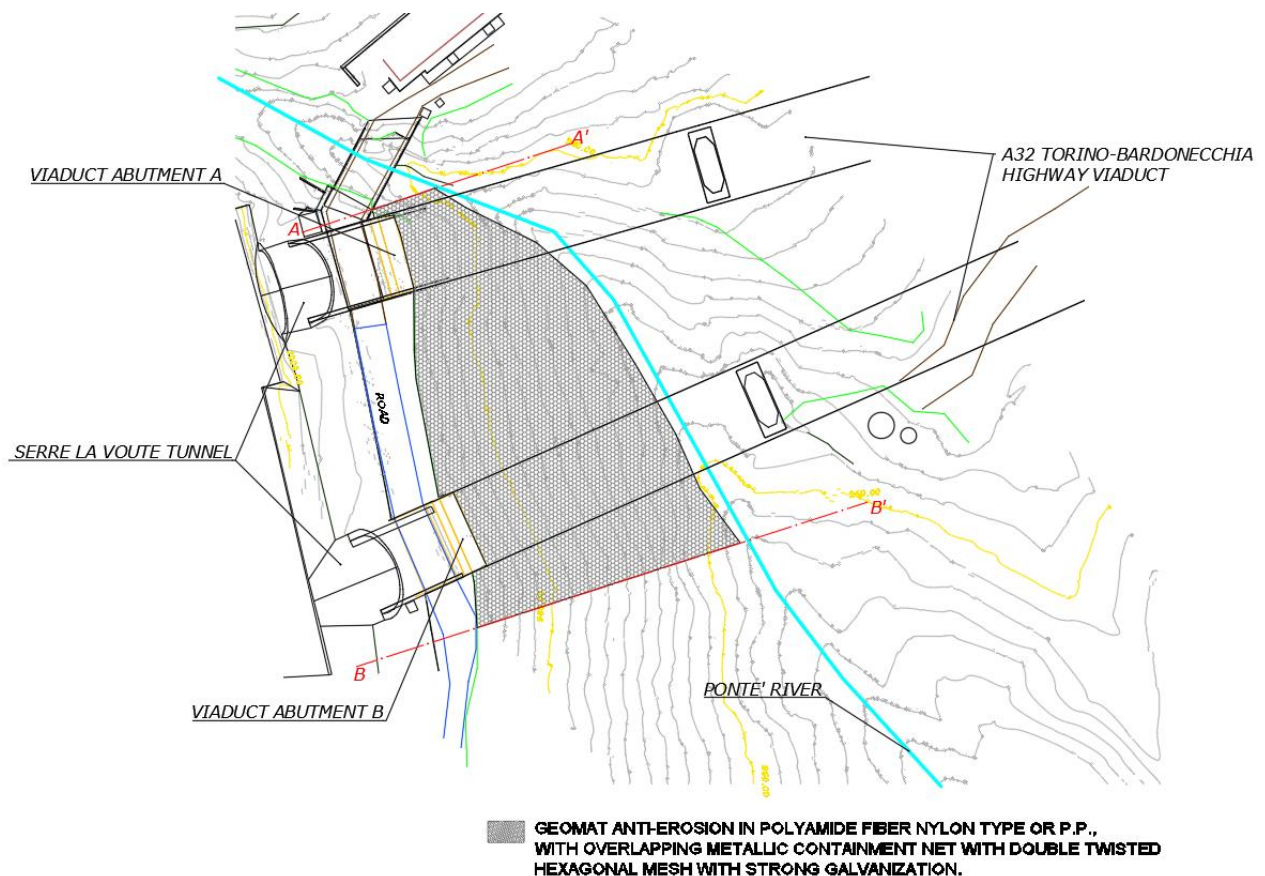 A'
VIADUCT ABUTMENT A
A32 TORINO-BARDONECCHIA
HIGHWAY VIADUCT
A
ROAD
SERRE LA VOUTE TUNNEL
B'
B
VIADUCT ABUTMENT B
PONTE' RIVER
GEOMAT ANTI-EROSION IN POLYAMIDE FIBER NYLON TYPE OR P.P.,
WITH OVERLAPPING METALLIC CONTAINMENT NET WITH DOUBLE TWISTED
HEXAGONAL MESH WITH STRONG GALVANIZATION.